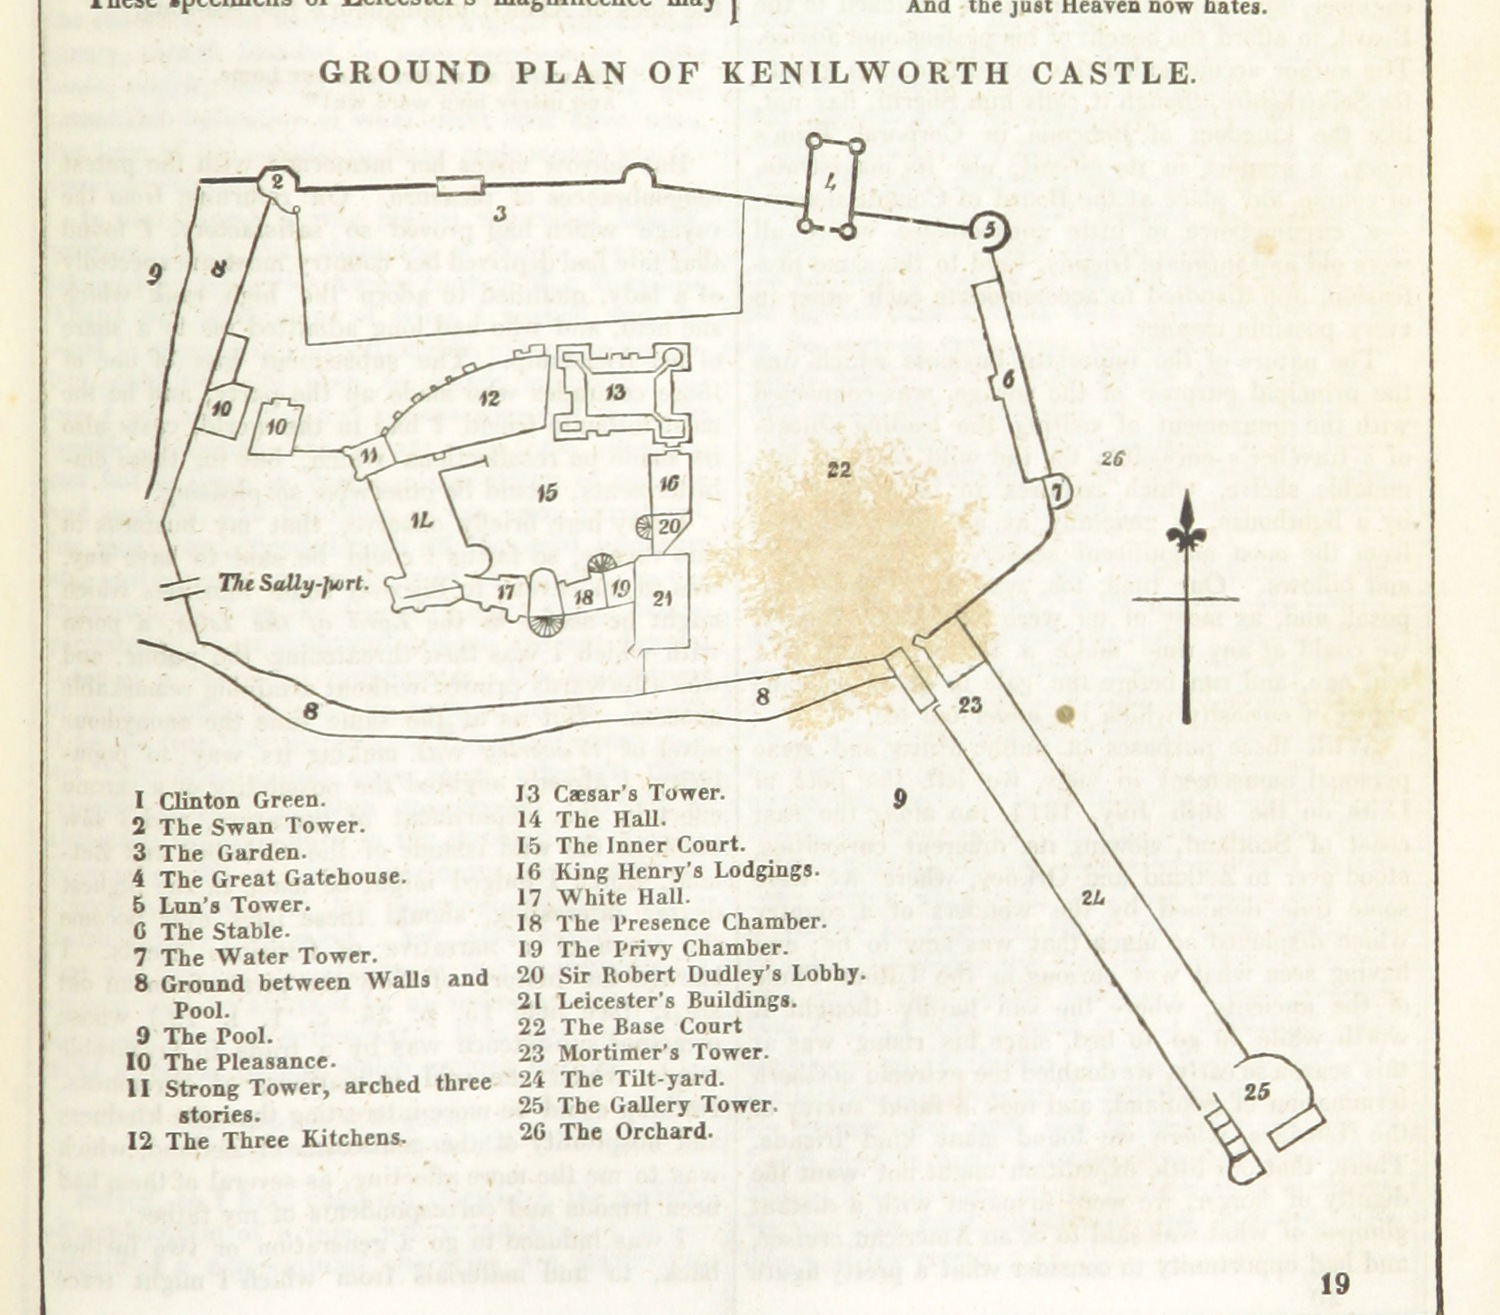 These specimens of Leicester's magnificence may
And the just Heaven now hates.
GROUND PLAN OF KENILWORTH CASTLE.
2
4
3
5
9
8
6
13
12
10
10
11
22
26
16
15
7
14
20
The Sally-port.
17
18
19
21
8
8
23
9
24
25
1 Clinton Green.
2 The Swan Tower.
3 The Garden.
4 The Great Gatehouse.
5 Lun's Tower.
6 The Stable.
7 The Water Tower.
8 Ground between Walls and
Pool.
9 The Pool.
10 The Pleasance.
11 Strong Tower, arched three
stories.
12 The Three Kitchens.
13 Cæsar's Tower.
14 The Hall.
15 The Inner Court.
16 King Henry's Lodgings.
17 White Hall.
18 The Presence Chamber.
19 The Privy Chamber.
20 Sir Robert Dudley's Lobby.
21 Leicester's Buildings.
22 The Base Court
23 Mortimer's Tower.
24 The Tilt-yard.
25 The Gallery Tower.
26 The Orchard.
19